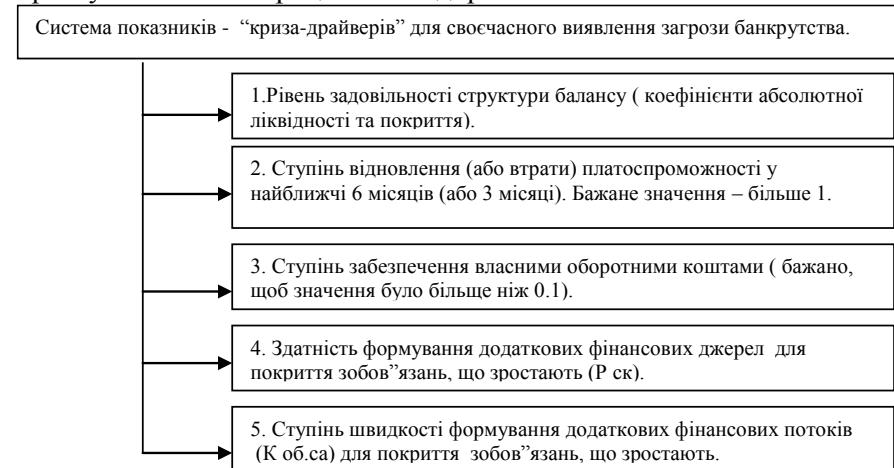 Система показників - “криза-драйверів” для своєчасного виявлення загрози банкрутства.
1.Рівень задовільності структури балансу ( коефінієнти абсолютної
ліквідності та покриття).
2. Ступінь відновлення (або втрати) платоспроможності у
найближчі 6 місяців (або 3 місяці). Бажане значення – більше 1.
3. Ступінь забезпечення власними оборотними коштами ( бажано,
щоб значення було більще ніж 0.1).
4. Здатність формування додаткових фінансових джерел для
покриття зобов”язань, що зростають (Р ск).
5. Ступінь швидкості формування додаткових фінансових потоків
(К об.са) для покриття зобов”язань, що зростають.